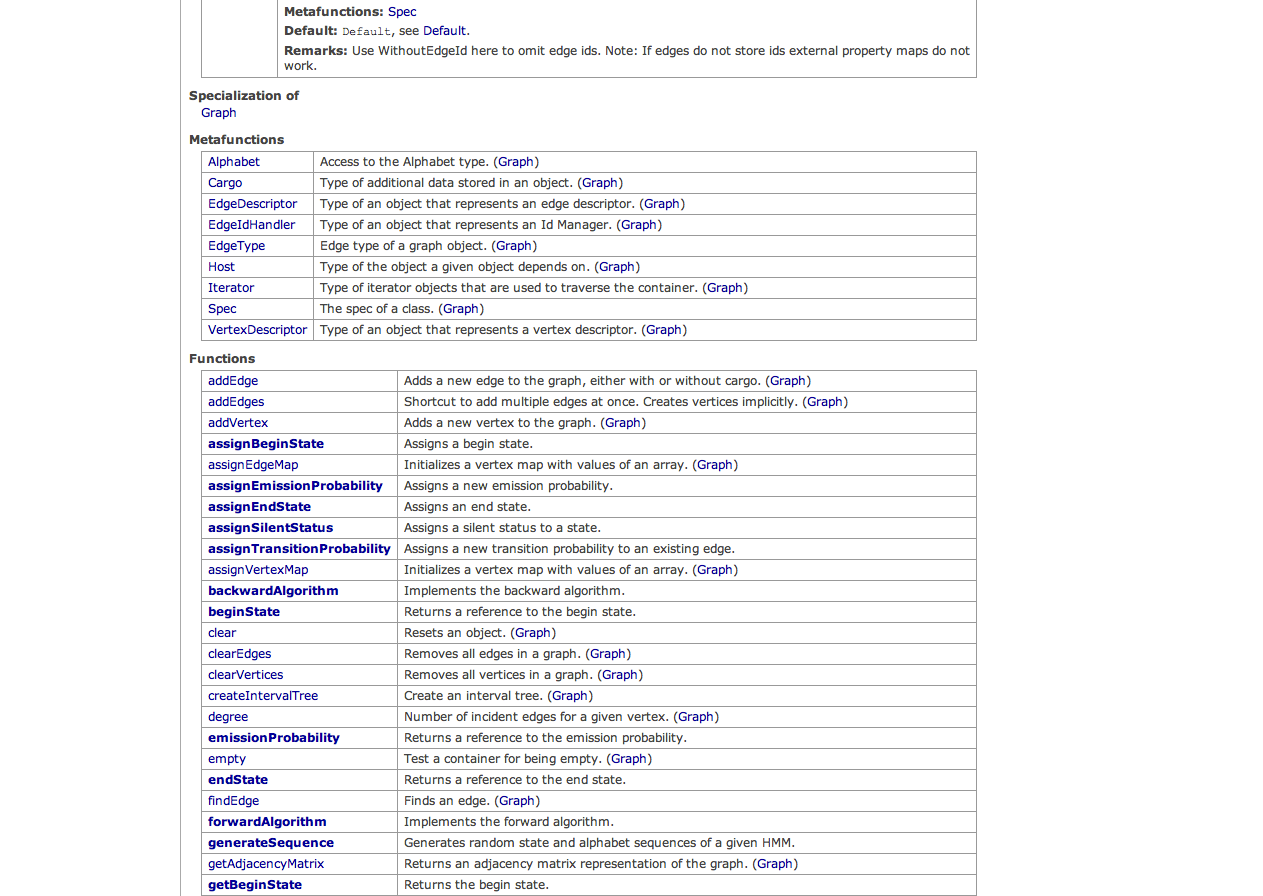 Metafunctions: Spec
Default: Default, see Default.
Remarks: Use WithoutEdgeId here to omit edge ids. Note: If edges do not store ids external property maps do not
work.
Specialization of
Graph
Metafunctions
Alphabet Access to the Alphabet type. (Graph)
Cargo Type of additional data stored in an object. (Graph)
EdgeDescriptor Type of an object that represents an edge descriptor. (Graph)
EdgeIdHandler Type of an object that represents an Id Manager. (Graph)
EdgeType Edge type of a graph object. (Graph)
Host Type of the object a given object depends on. (Graph)
Iterator Type of iterator objects that are used to traverse the container. (Graph)
Spec The spec of a class. (Graph)
VertexDescriptor Type of an object that represents a vertex descriptor. (Graph)
Functions
addEdge Adds a new edge to the graph, either with or without cargo. (Graph)
addEdges Shortcut to add multiple edges at once. Creates vertices implicitly. (Graph)
addVertex Adds a new vertex to the graph. (Graph)
assignBeginState Assigns a begin state.
assignEdgeMap Initializes a vertex map with values of an array. (Graph)
assignEmissionProbability Assigns a new emission probability.
assignEndState Assigns an end state.
assignSilentStatus Assigns a silent status to a state.
assignTransitionProbability Assigns a new transition probability to an existing edge.
assignVertexMap Initializes a vertex map with values of an array. (Graph)
backwardAlgorithm Implements the backward algorithm.
beginState Returns a reference to the begin state.
clear Resets an object. (Graph)
clearEdges Removes all edges in a graph. (Graph)
clearVertices Removes all vertices in a graph. (Graph)
createIntervalTree Create an interval tree. (Graph)
degree Number of incident edges for a given vertex. (Graph)
emissionProbability Returns a reference to the emission probability.
empty Test a container for being empty. (Graph)
endState Returns a reference to the end state.
findEdge Finds an edge. (Graph)
forwardAlgorithm Implements the forward algorithm.
generateSequence Generates random state and alphabet sequences of a given HMM.
getAdjacencyMatrix Returns an adjacency matrix representation of the graph. (Graph)
getBeginState Returns the begin state.